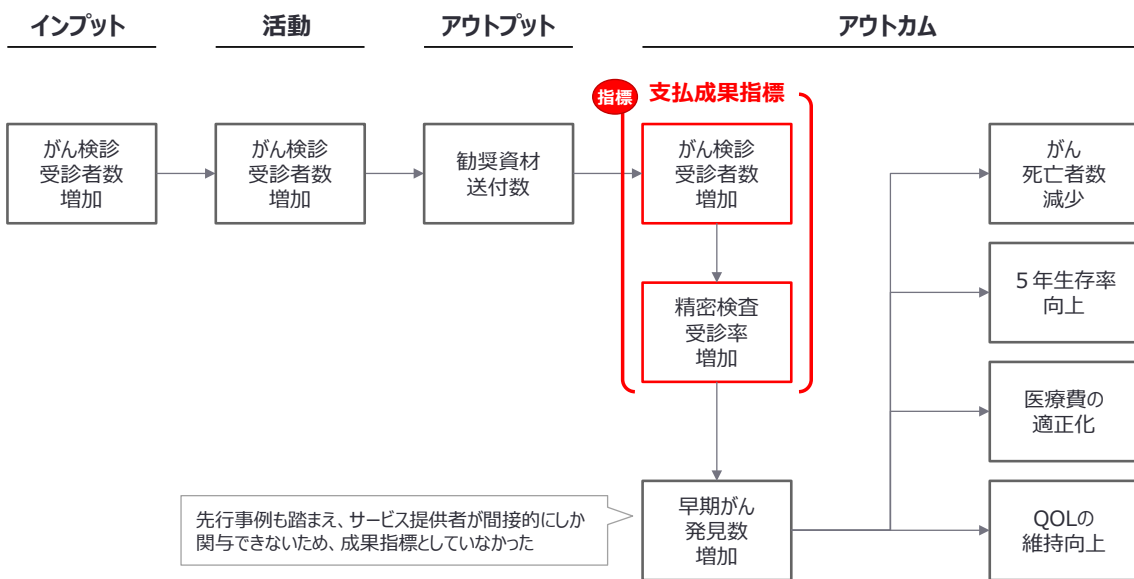 インプット
活動
アウトプット
アウトカム
指標
支払成果指標
がん検診
受診者数
増加
がん検診
受診者数
増加
勧奨資材
送付数
がん検診
受診者数
増加
がん
死亡者数
減少
精密検査
受診率
増加
５年生存率
向上
医療費の
適正化
先行事例も踏まえ、サービス提供者が間接的にしか
関与できないため、成果指標としていなかった
早期がん
発見数
増加
QOLの
維持向上